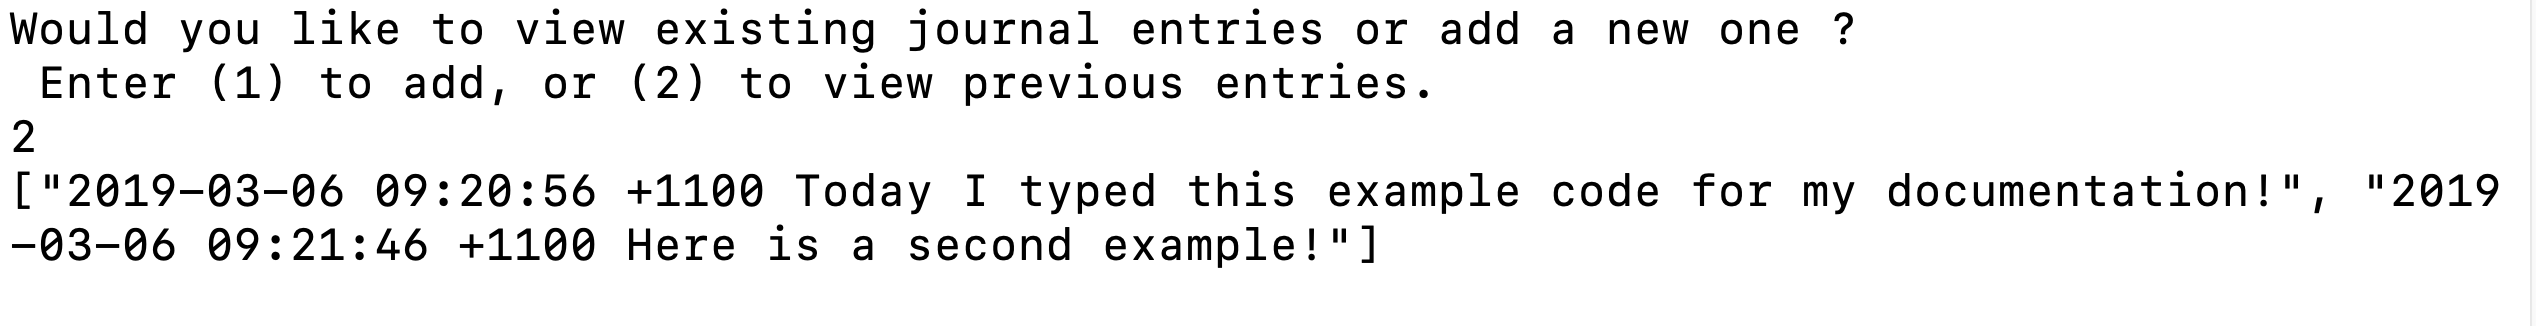 Would you like to view existing journal entries or add a new one ?
 Enter (1) to add, or (2) to view previous entries.
2
["2019-03-06 09:20:56 +1100 Today I typed this example code for my documentation!", "2019
-03-06 09:21:46 +1100 Here is a second example!"]